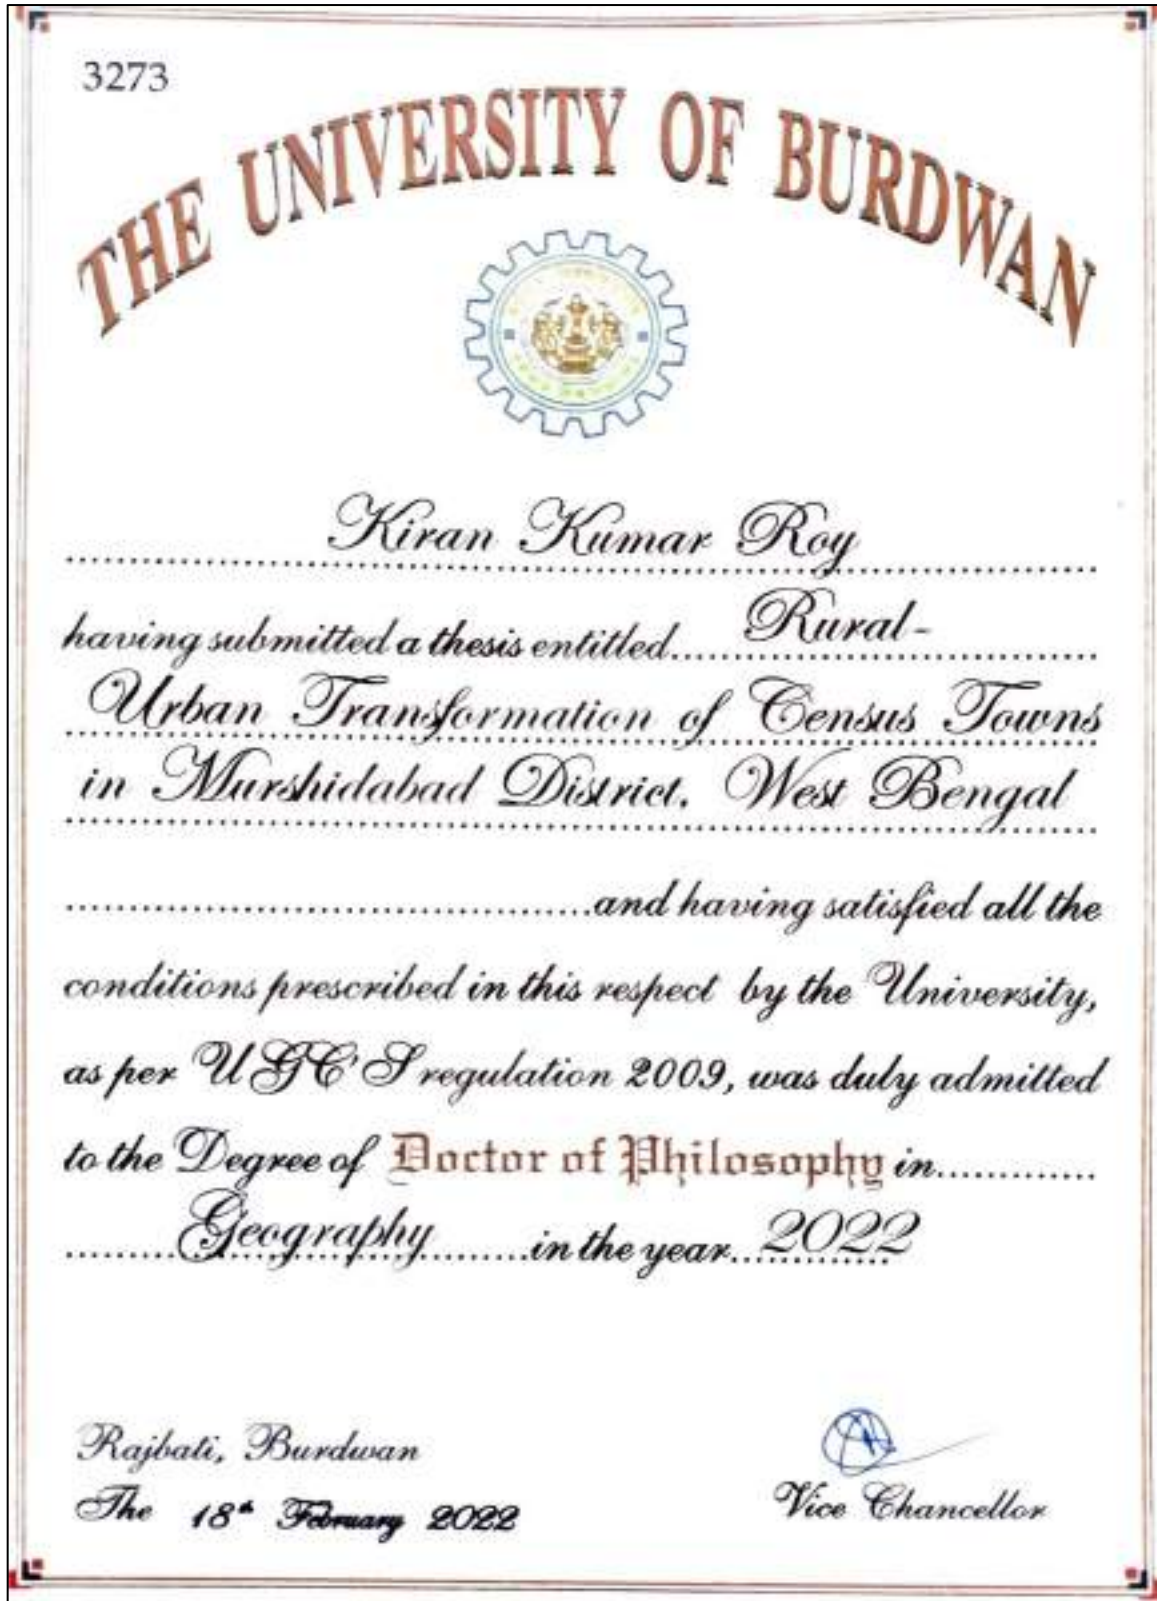 3273
THE UNIVERSITY OF BURDWAN
Kiran Kumar Roy
having submitted a thesis entitled Rural-
Urban Transformation of Census Towns
in Murshidabad District. West Bengal
and having satisfied all the
conditions prescribed in this respect by the University,
as per UGC'S regulation 2009, was duly admitted
to the Degree of Doctor of Philosophy in
Geography in the year 2022
Rajbati, Burdwan
The 18th February 2022
Vice Chancellor